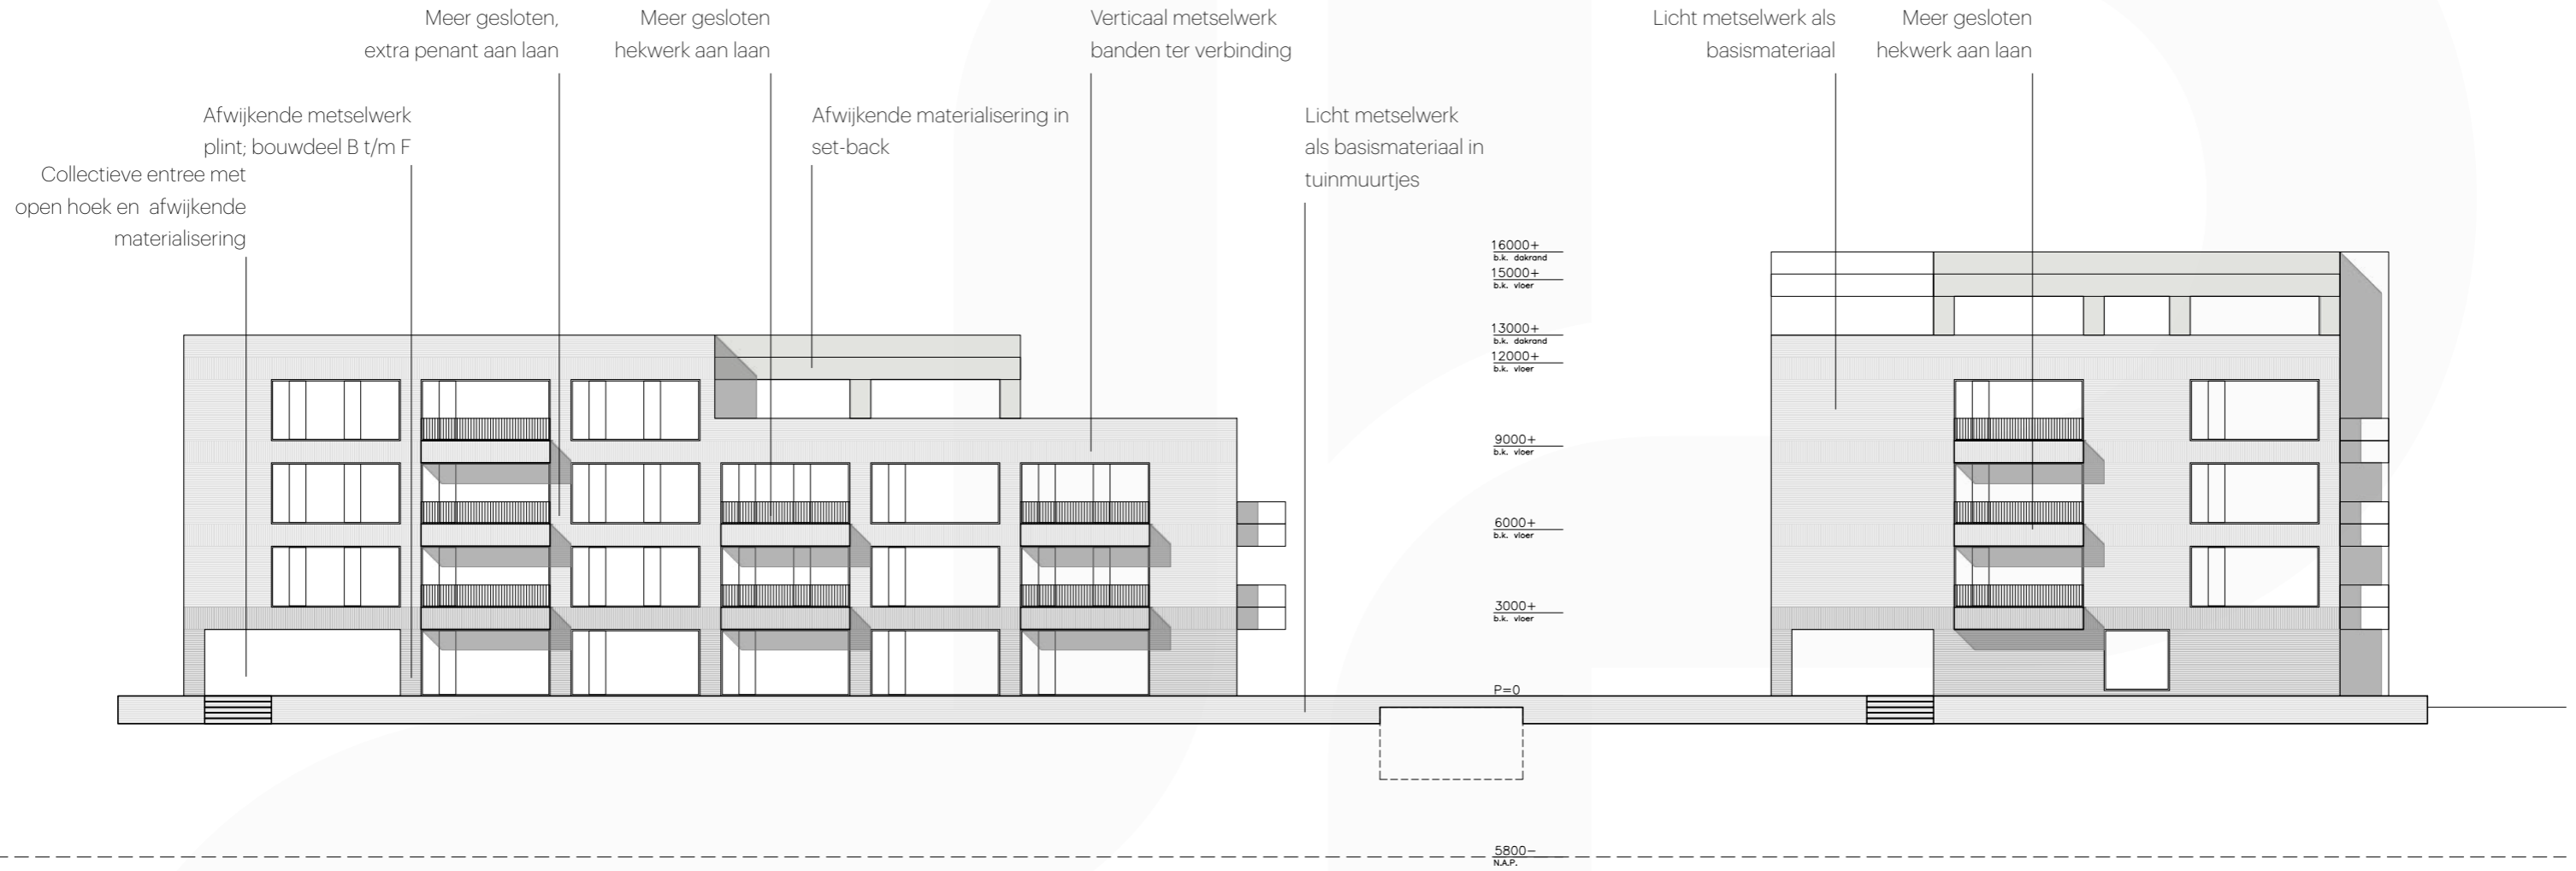 Meer gesloten,
extra penant aan laan
Meer gesloten
hekwerk aan laan
Verticaal metselwerk
banden ter verbinding
Licht metselwerk als
basismateriaal
Meer gesloten
hekwerk aan laan
Afwijkende metselwerk
plint; bouwdeel B t/m F
Afwijkende materialisering in
set-back
Licht metselwerk
als basismateriaal in
tuinmuurtjes
Collectieve entree met
open hoek en afwijkende
materialisering
16000+
b.k. dakrand
15000+
b.k. vloer
13000+
b.k. dakrand
12000+
b.k. vloer
9000+
b.k. vloer
6000+
b.k. vloer
3000+
b.k. vloer
P=0
5800-
N.A.P.